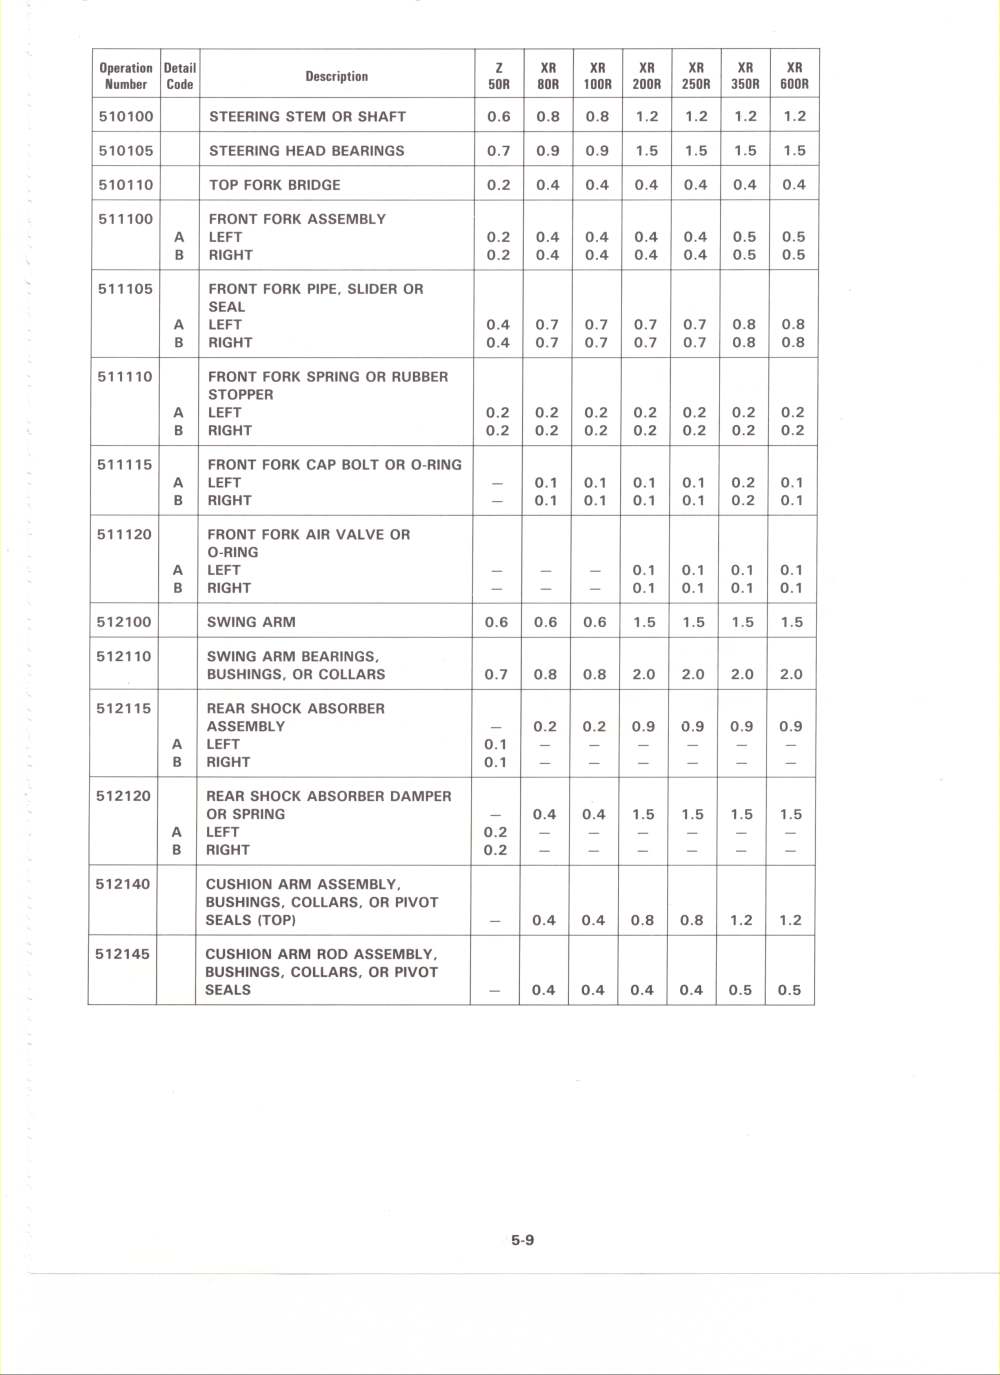 Operation Number Detail Code Description Z 50R XR 80R XR 100R XR 200R XR 250R XR 350R XR 600R
510100 STEERING STEM OR SHAFT 0.6 0.8 0.8 1.2 1.2 1.2 1.2
510105 STEERING HEAD BEARINGS 0.7 0.9 0.9 1.5 1.5 1.5 1.5
510110 TOP FORK BRIDGE 0.2 0.4 0.4 0.4 0.4 0.4 0.4
511100 FRONT FORK ASSEMBLY
A LEFT 0.2 0.4 0.4 0.4 0.4 0.5 0.5
B RIGHT 0.2 0.4 0.4 0.4 0.4 0.5 0.5
511105 FRONT FORK PIPE, SLIDER OR
SEAL
A LEFT 0.4 0.7 0.7 0.7 0.7 0.8 0.8
B RIGHT 0.4 0.7 0.7 0.7 0.7 0.8 0.8
511110 FRONT FORK SPRING OR RUBBER
STOPPER
A LEFT 0.2 0.2 0.2 0.2 0.2 0.2 0.2
B RIGHT 0.2 0.2 0.2 0.2 0.2 0.2 0.2
511115 FRONT FORK CAP BOLT OR O-RING
A LEFT — 0.1 0.1 0.1 0.1 0.2 0.1
B RIGHT — 0.1 0.1 0.1 0.1 0.2 0.1
511120 FRONT FORK AIR VALVE OR
O-RING
A LEFT — — — 0.1 0.1 0.1 0.1
B RIGHT — — — 0.1 0.1 0.1 0.1
512100 SWING ARM 0.6 0.6 0.6 1.5 1.5 1.5 1.5
512110 SWING ARM BEARINGS,
BUSHINGS, OR COLLARS 0.7 0.8 0.8 2.0 2.0 2.0 2.0
512115 REAR SHOCK ABSORBER
ASSEMBLY — 0.2 0.2 0.9 0.9 0.9 0.9
A LEFT 0.1 — — — — — —
B RIGHT 0.1 — — — — — —
512120 REAR SHOCK ABSORBER DAMPER
OR SPRING — 0.4 0.4 1.5 1.5 1.5 1.5
A LEFT 0.2 — — — — — —
B RIGHT 0.2 — — — — — —
512140 CUSHION ARM ASSEMBLY,
BUSHINGS, COLLARS, OR PIVOT
SEALS (TOP) — 0.4 0.4 0.8 0.8 1.2 1.2
512145 CUSHION ARM ROD ASSEMBLY,
BUSHINGS, COLLARS, OR PIVOT
SEALS — 0.4 0.4 0.4 0.4 0.5 0.5
5-9